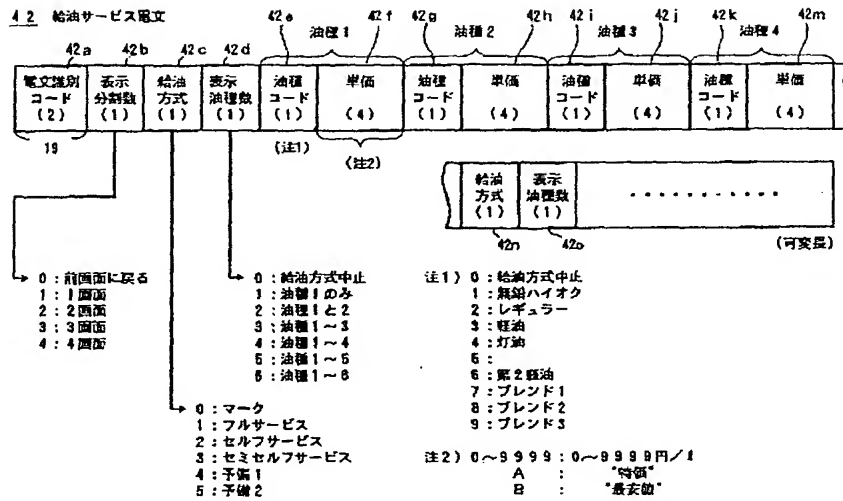 42 給油サービス電文
42a 42b 42c 42d 42e 42f 42g 42h 42i 42j 42k 42m
油種1 油種2 油種3 油種4
電文識別コード(2) 表示分割数(1) 給油方式(1) 表示油種数(1) 油種コード(1) 単価(4) 油種コード(1) 単価(4) 油種コード(1) 単価(4) 油種コード(1) 単価(4)
19 (注1) (注2)
給油方式(1) 表示油種数(1) ・・・・・・・・・・
42n 42o (可変長)
0:前画面に戻る
1:1画面
2:2画面
3:3画面
4:4画面
0:給油方式中止
1:油種1のみ
2:油種1と2
3:油種1~3
4:油種1~4
5:油種1~5
6:油種1~6
0:マーク
1:フルサービス
2:セルフサービス
3:セミセルフサービス
4:予備1
5:予備2
注1) 0:給油方式中止
1:無鉛ハイオク
2:レギュラー
3:軽油
4:灯油
5:
6:第2軽油
7:ブレンド1
8:ブレンド2
9:ブレンド3
注2) 0~9999:0~9999円/ℓ
A : "特価"
B : "最安値"